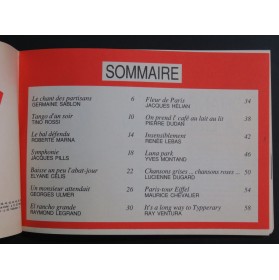 SOMMAIRE
Le chant des partisans 6
GERMAINE SABLON
Tango d'un soir 10
TINO ROSSI
Le bal défendu 14
ROBERTE MARNA
Symphonie 18
JACQUES PILLS
Baisse un peu l'abat-jour 22
ELYANE CÉLIS
Un monsieur attendait 26
GEORGES ULMER
El rancho grande 30
RAYMOND LEGRAND
Fleur de Paris 34
JACQUES HÉLIAN
On prend l' café au lait au lit 38
PIERRE DUDAN
Insensiblement 42
RENÉE LEBAS
Luna park 46
YVES MONTAND
Chansons grises... chansons roses... 50
LUCIENNE DUGARD
Paris-tour Eiffel 54
MAURICE CHEVALIER
It's a long way to Tipperary 56
RAY VENTURA